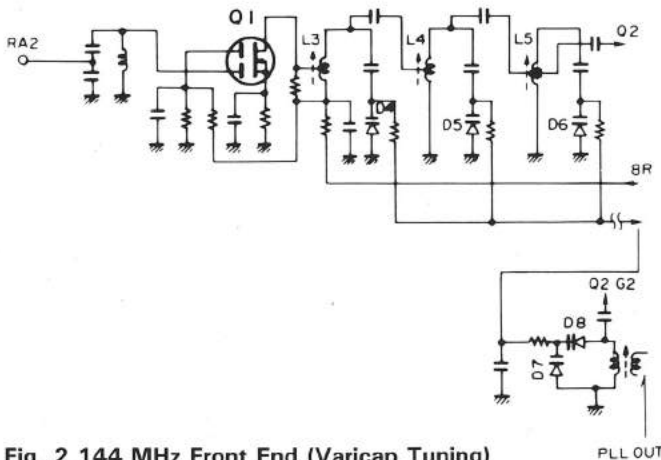 Q1
RA2
L3
L4
L5
Q2
D4
D5
D6
8R
Q2 G2
D8
D7
PLL OUT
Fig. 2 144 MHz Front End (Varicap Tuning)